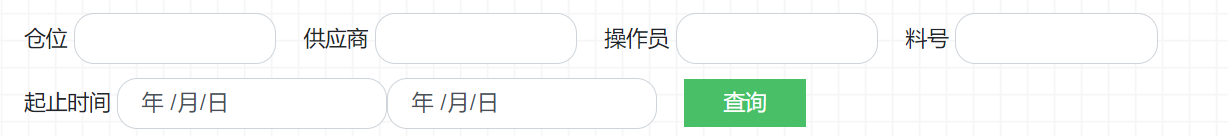 仓位 供应商 操作员 料号
起止时间 年 /月/日 年 /月/日 查询